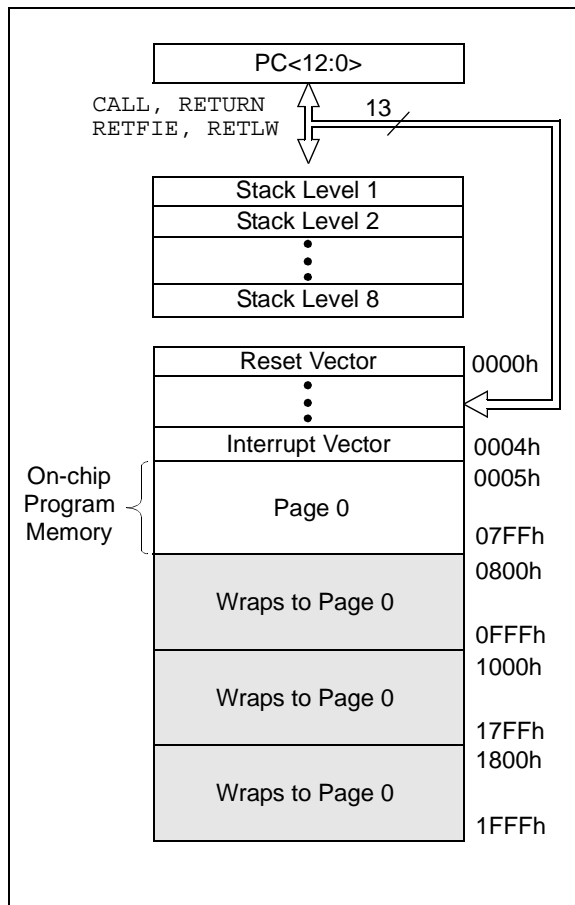 PC<12:0>
CALL, RETURN
RETFIE, RETLW
13
Stack Level 1
Stack Level 2
Stack Level 8
Reset Vector
0000h
Interrupt Vector
0004h
On-chip
Program
Memory
Page 0
0005h
07FFh
Wraps to Page 0
0800h
0FFFh
Wraps to Page 0
1000h
17FFh
Wraps to Page 0
1800h
1FFFh